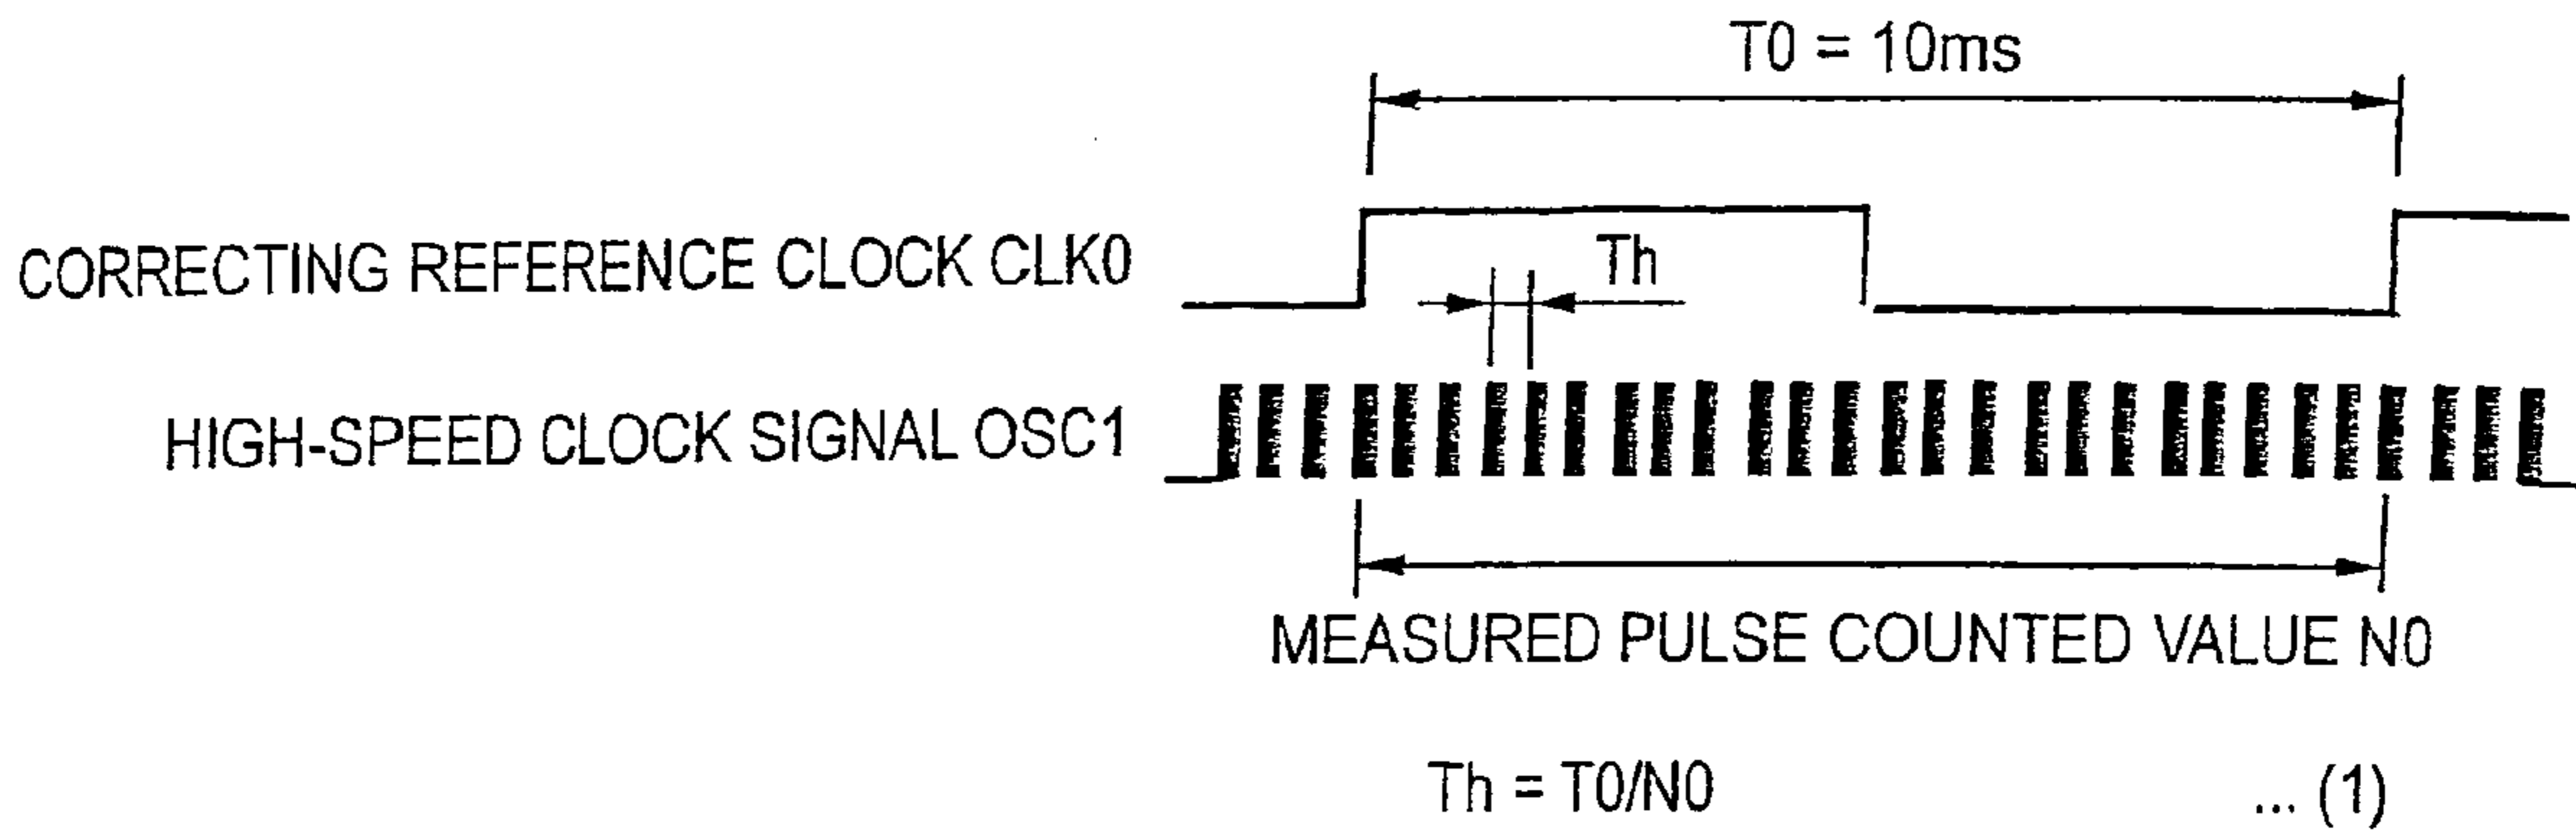 T0 = 10ms
CORRECTING REFERENCE CLOCK CLK0
Th
HIGH-SPEED CLOCK SIGNAL OSC1
MEASURED PULSE COUNTED VALUE N0
Th = T0/N0 ... (1)